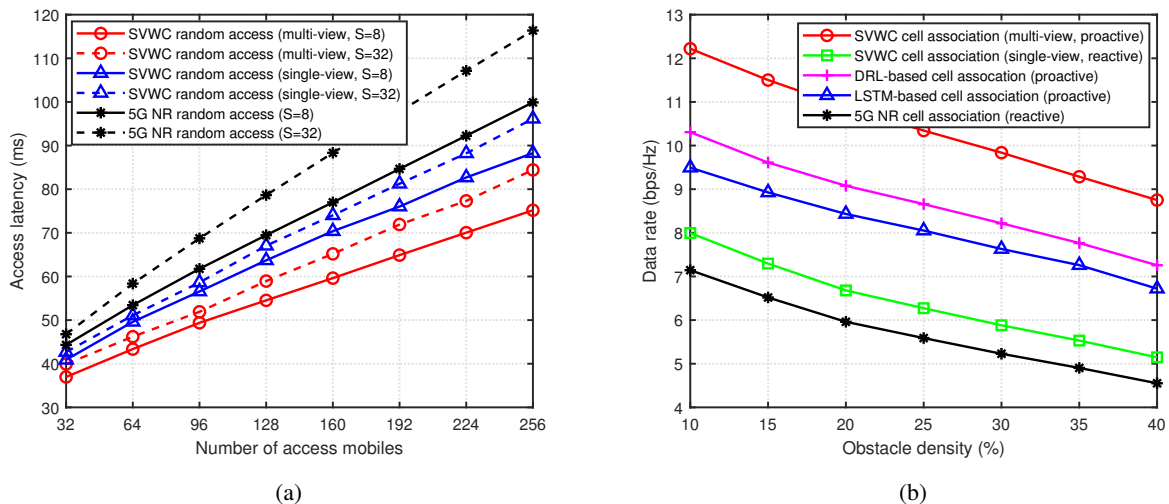 120
110
100
90
80
70
60
50
40
30
Access latency (ms)
SVWC random access (multi-view, S=8)
SVWC random access (multi-view, S=32)
SVWC random access (single-view, S=8)
SVWC random access (single-view, S=32)
5G NR random access (S=8)
5G NR random access (S=32)
32 64 96 128 160 192 224 256
Number of access mobiles
(a)
13
12
11
10
9
8
7
6
5
4
Data rate (bps/Hz)
SVWC cell association (multi-view, proactive)
SVWC cell association (single-view, reactive)
DRL-based cell assocation (proactive)
LSTM-based cell association (proactive)
5G NR cell association (reactive)
10 15 20 25 30 35 40
Obstacle density (%)
(b)